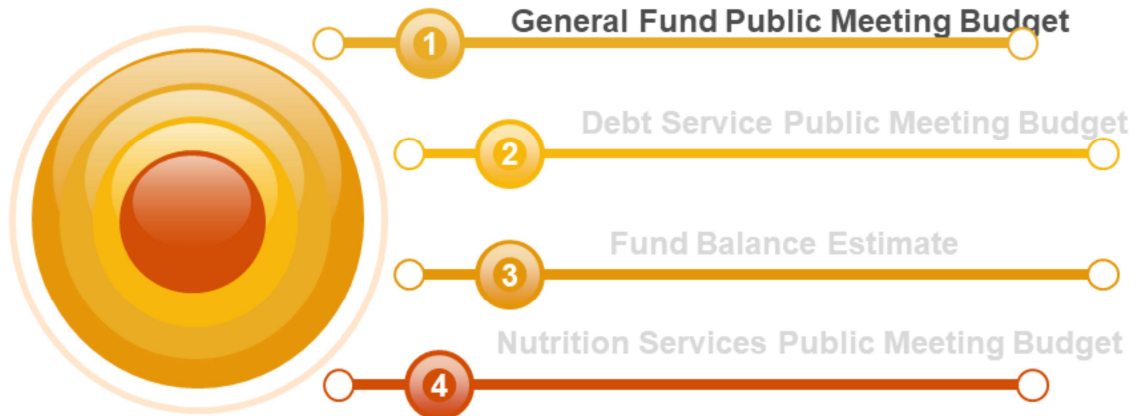 General Fund Public Meeting Budget
1
Debt Service Public Meeting Budget
2
Fund Balance Estimate
3
Nutrition Services Public Meeting Budget
4